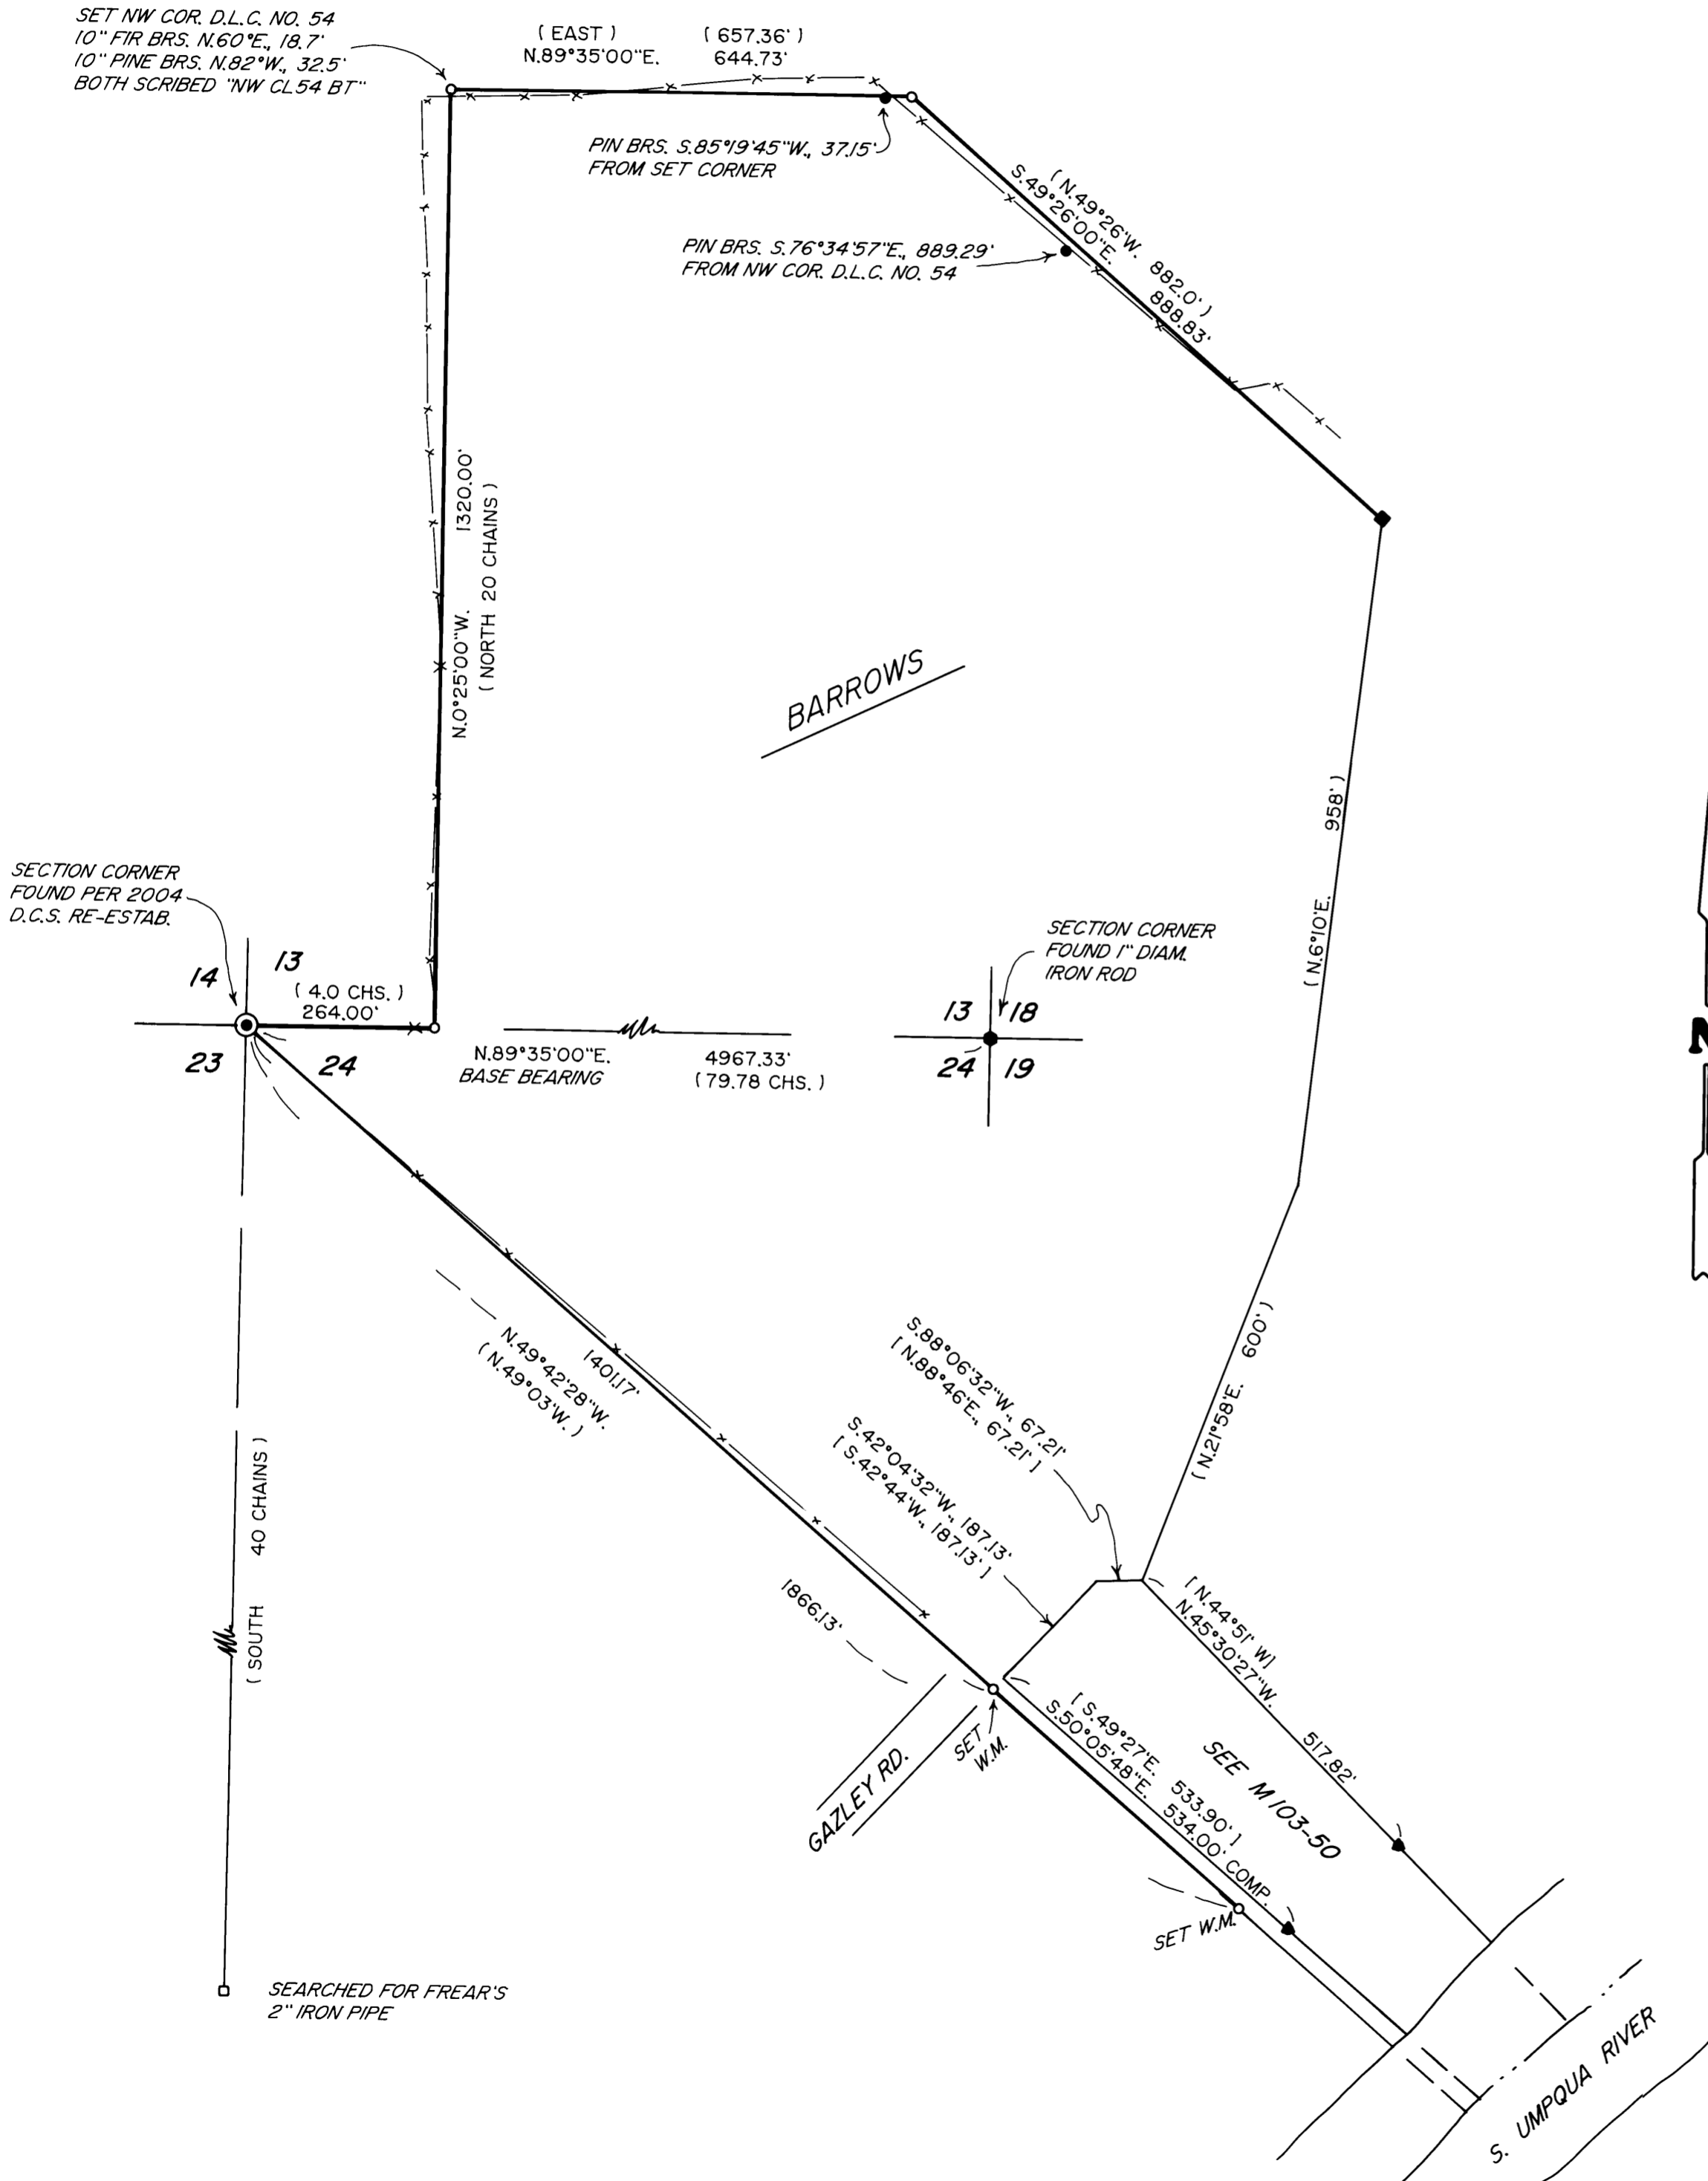 SET NW COR. D.L.C. NO. 54
10" FIR BRS. N.60°E., 18.7'
10" PINE BRS. N.82°W., 32.5'
BOTH SCRIBED "NW CL54 BT"
( EAST ) ( 657.36' )
N.89°35'00"E. 644.73'
PIN BRS. S.85°19'45"W., 37.15'
FROM SET CORNER
( N.49°26'W. 882.0' )
S.49°26'00"E. 888.83'
PIN BRS. S.76°34'57"E., 889.29'
FROM NW COR. D.L.C. NO. 54
N.0°25'00"W. 1320.00'
( NORTH 20 CHAINS )
BARROWS
( N.6°10'E. 958' )
SECTION CORNER
FOUND PER 2004
D.C.S. RE-ESTAB.
14 13
( 4.0 CHS. )
264.00'
23 24
SECTION CORNER
FOUND 1" DIAM.
IRON ROD
13 18
24 19
N.89°35'00"E. 4967.33'
BASE BEARING ( 79.78 CHS. )
N
1401.17'
N.49°42'28"W.
( N.49°03'W. )
( N.21°58'E. 600' )
S.88°06'32"W., 67.21'
[ N.88°46'E., 67.21' ]
S.42°04'32"W., 187.13'
[ S.42°44'W., 187.13' ]
( SOUTH 40 CHAINS )
1866.13'
[ N.44°51' W]
N.45°30'27"W. 517.82'
SEE M103-50
[ S.49°27'E. 533.90' ]
S.50°05'48"E. 534.00' COMP.
SET
W.M.
GAZLEY RD.
SET W.M.
SEARCHED FOR FREAR'S
2" IRON PIPE
S. UMPQUA RIVER